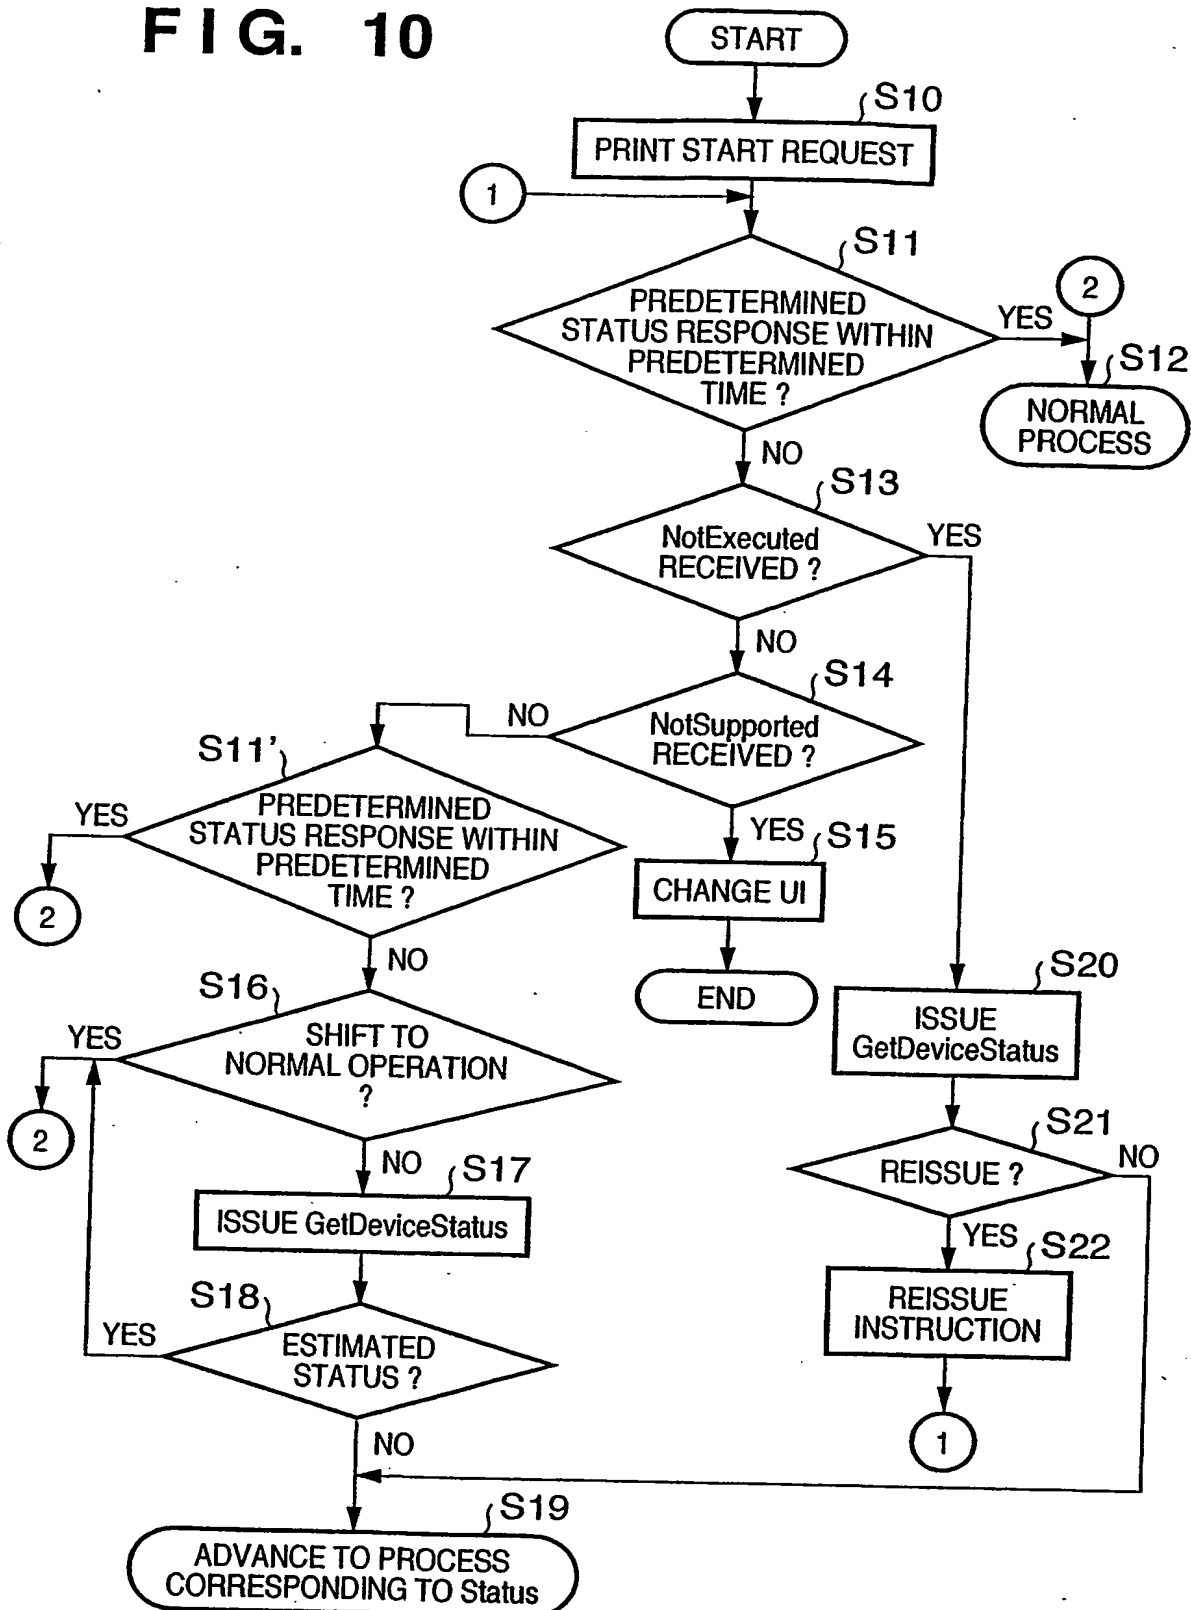 FIG. 10
START
S10
PRINT START REQUEST
1
S11
PREDETERMINED
STATUS RESPONSE WITHIN
PREDETERMINED
TIME ?
YES
2
S12
NORMAL
PROCESS
NO
S13
NotExecuted
RECEIVED ?
YES
NO
S14
NotSupported
RECEIVED ?
NO
S11'
PREDETERMINED
STATUS RESPONSE WITHIN
PREDETERMINED
TIME ?
YES
2
YES
S15
CHANGE UI
END
NO
S16
SHIFT TO
NORMAL OPERATION
?
YES
2
NO
S17
ISSUE GetDeviceStatus
S18
ESTIMATED
STATUS ?
YES
NO
S20
ISSUE
GetDeviceStatus
S21
REISSUE ?
NO
YES
S22
REISSUE
INSTRUCTION
1
S19
ADVANCE TO PROCESS
CORRESPONDING TO Status